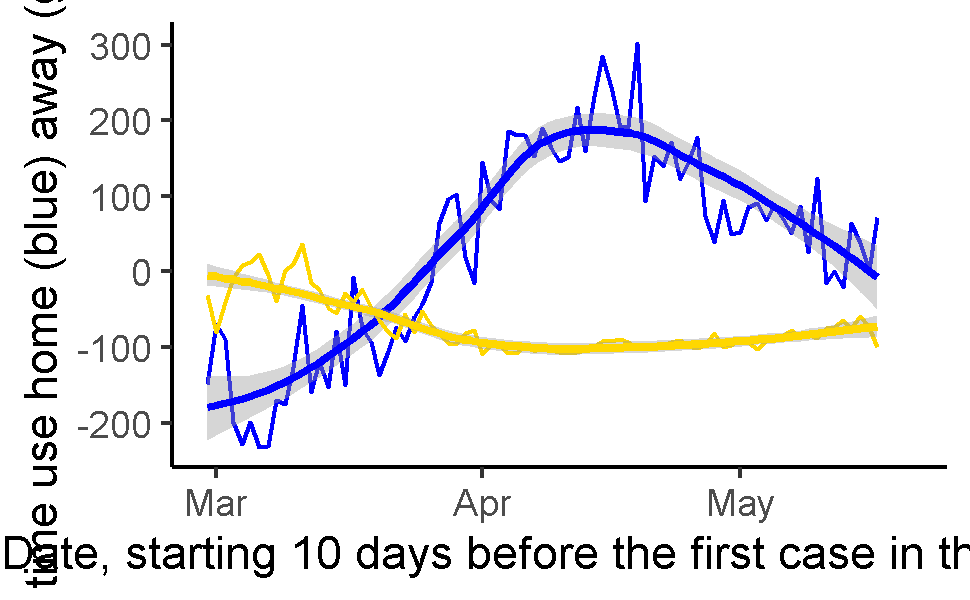 time use home (blue) away (
300
200
100
0
-100
-200
Mar Apr May
Date, starting 10 days before the first case in th